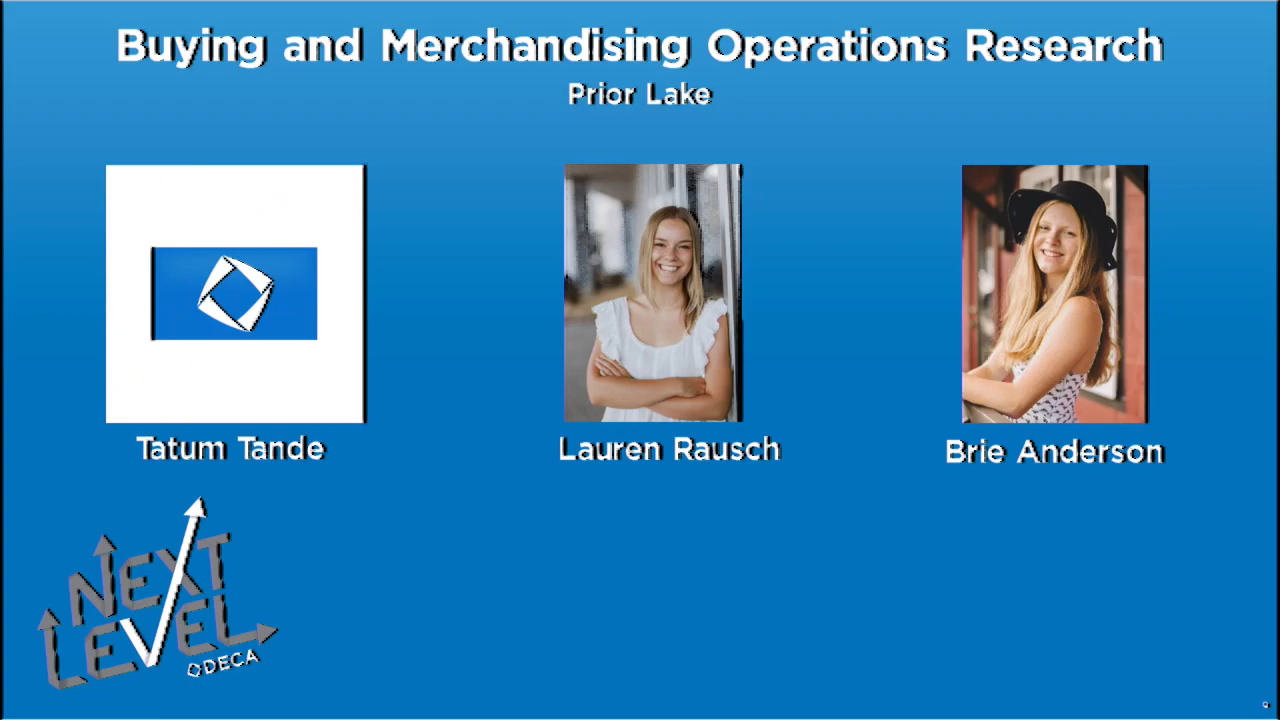 Buying and Merchandising Operations Research
Prior Lake
Tatum Tande
Lauren Rausch
Brie Anderson
NEXT
LEVEL
DECA